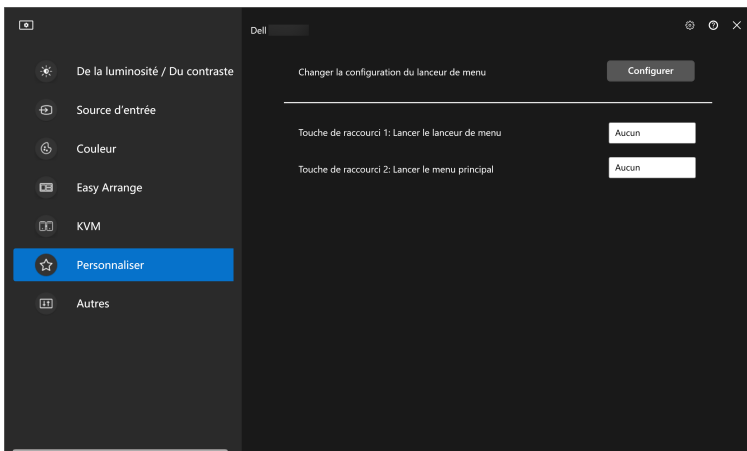 Dell
De la luminosité / Du contraste
Source d'entrée
Couleur
Easy Arrange
KVM
Personnaliser
Autres
Changer la configuration du lanceur de menu
Configurer
Touche de raccourci 1: Lancer le lanceur de menu
Aucun
Touche de raccourci 2: Lancer le menu principal
Aucun